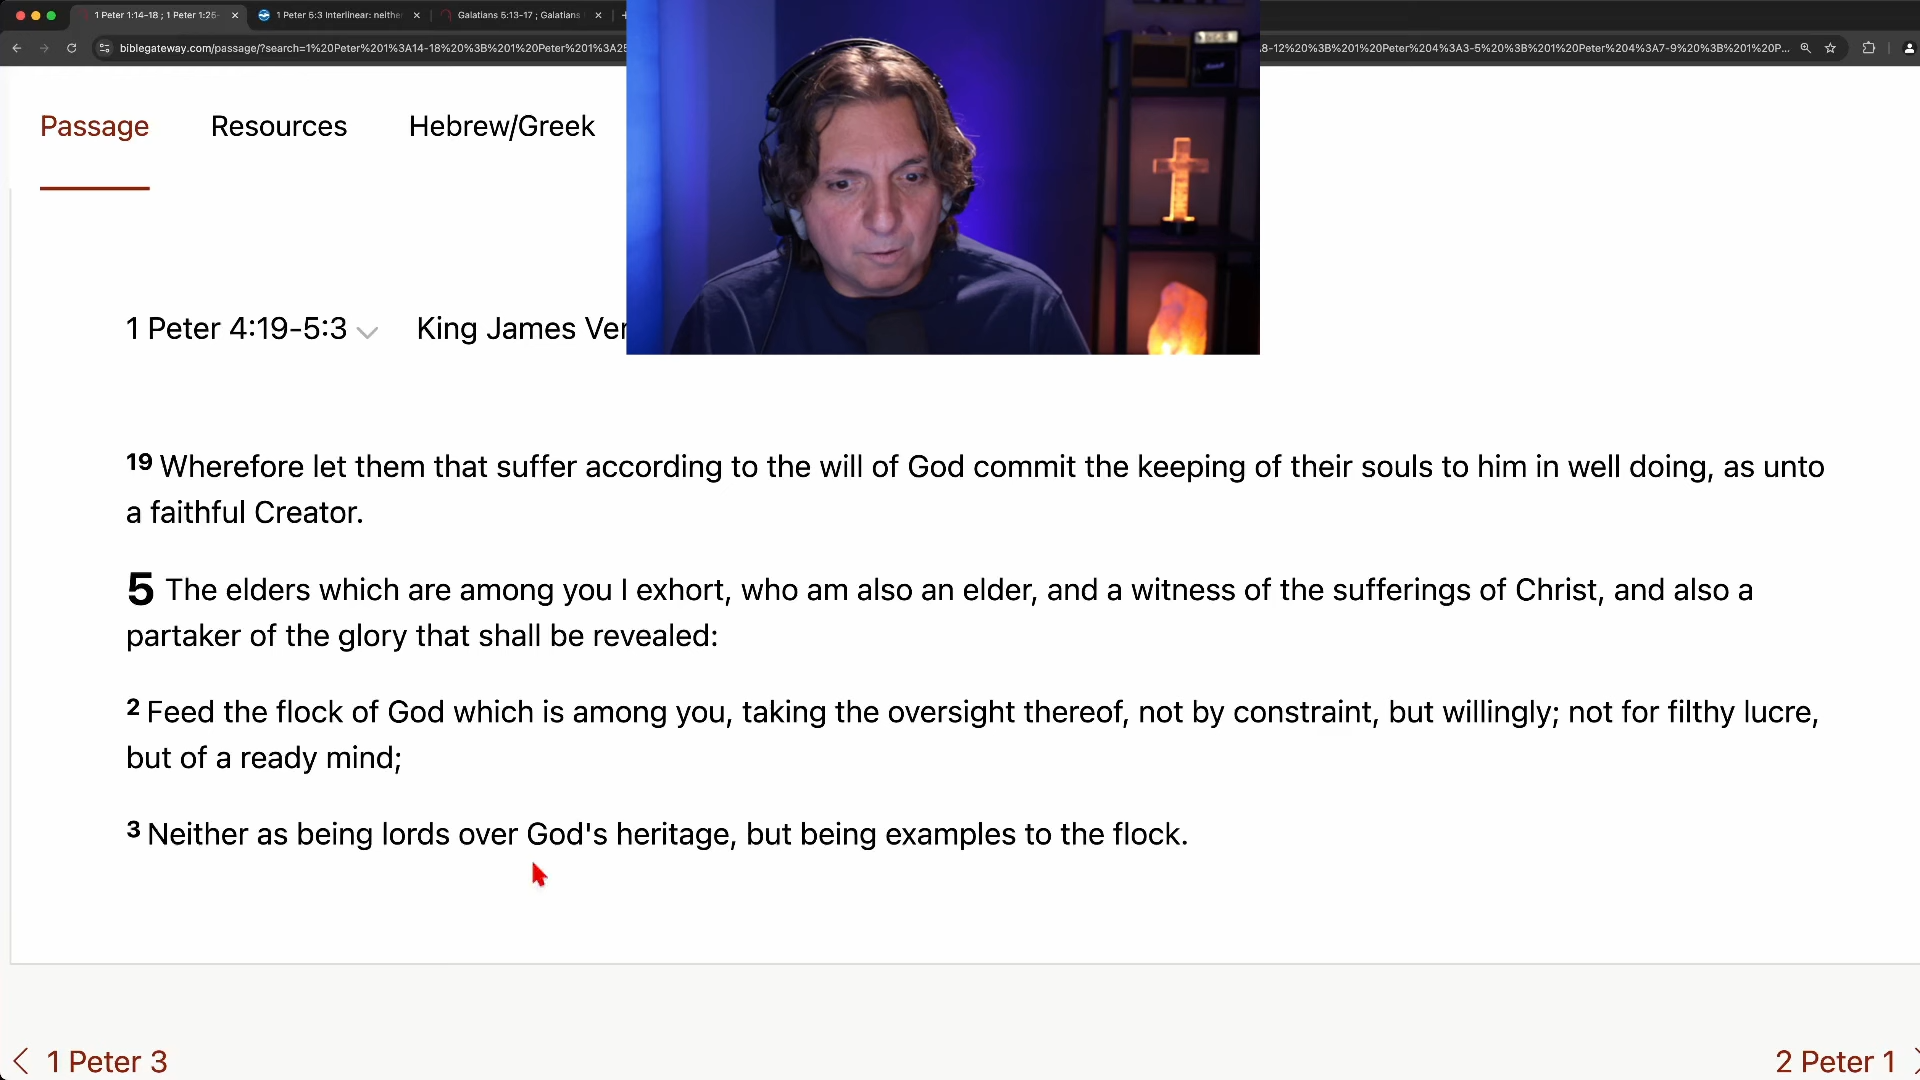 1 Peter 1:14-18 ; 1 Peter 1:25-
1 Peter 5:3 Interlinear: neithe
Galatians 5:13-17 ; Galatians
biblegateway.com/passage/?search=1%20Peter%201%3A14-18%20%3B%201%20Peter%201%3A25
8-12%20%3B%201%20Peter%204%3A3-5%20%3B%201%20Peter%204%3A7-9%20%3B%201%20P...
Passage
Resources
Hebrew/Greek
1 Peter 4:19-5:3
King James Ver
19 Wherefore let them that suffer according to the will of God commit the keeping of their souls to him in well doing, as unto
a faithful Creator.
5 The elders which are among you I exhort, who am also an elder, and a witness of the sufferings of Christ, and also a
partaker of the glory that shall be revealed:
2 Feed the flock of God which is among you, taking the oversight thereof, not by constraint, but willingly; not for filthy lucre,
but of a ready mind;
3 Neither as being lords over God's heritage, but being examples to the flock.
1 Peter 3
2 Peter 1